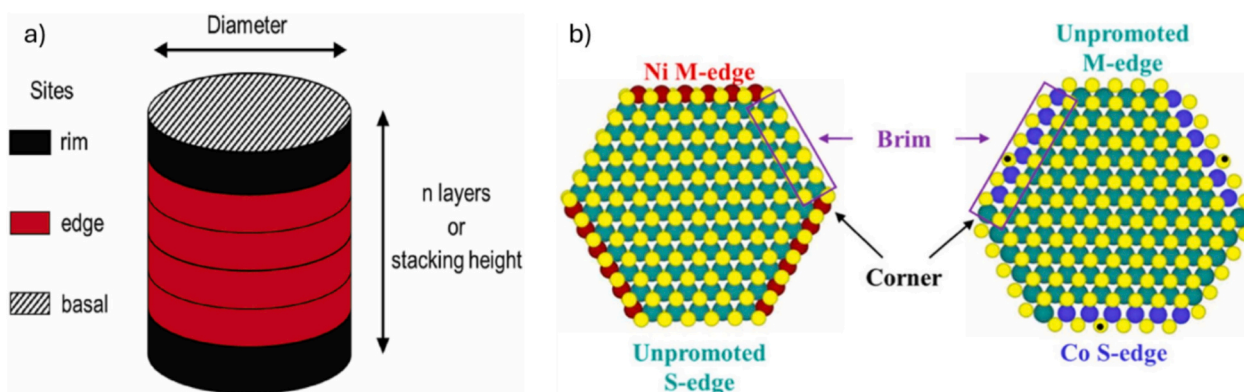 a)
Diameter
Sites
rim
edge
basal
n layers
or
stacking height
b)
Ni M-edge
Unpromoted
S-edge
Brim
Corner
Unpromoted
M-edge
Co S-edge